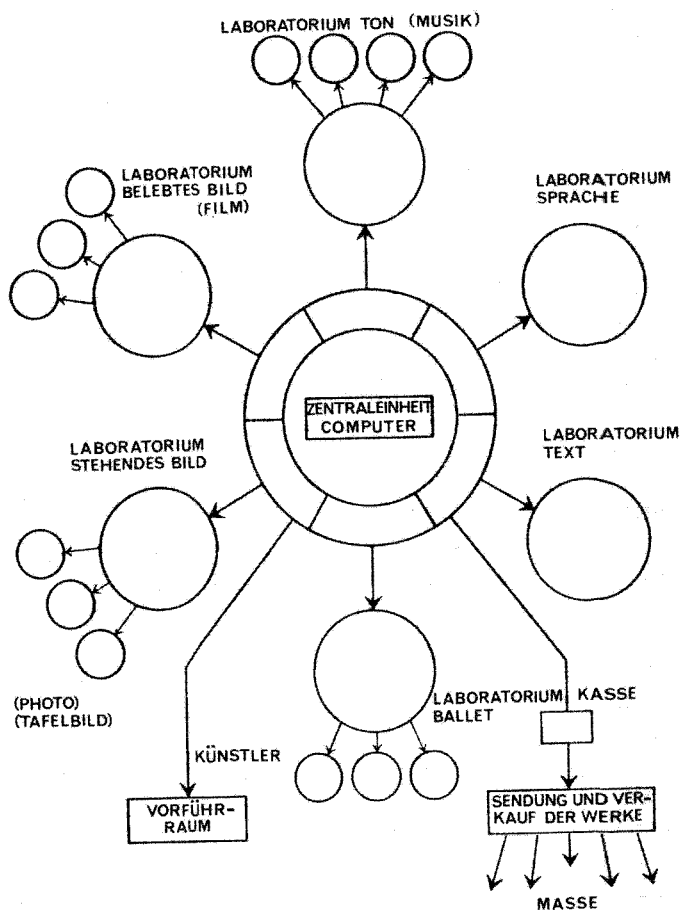 LABORATORIUM TON (MUSIK)
LABORATORIUM
BELEBTES BILD
(FILM)
LABORATORIUM
SPRACHE
ZENTRALEINHEIT
COMPUTER
LABORATORIUM
STEHENDES BILD
LABORATORIUM
TEXT
(PHOTO)
(TAFELBILD)
LABORATORIUM
BALLET
KASSE
KÜNSTLER
VORFÜHR-
RAUM
SENDUNG UND VER-
KAUF DER WERKE
MASSE